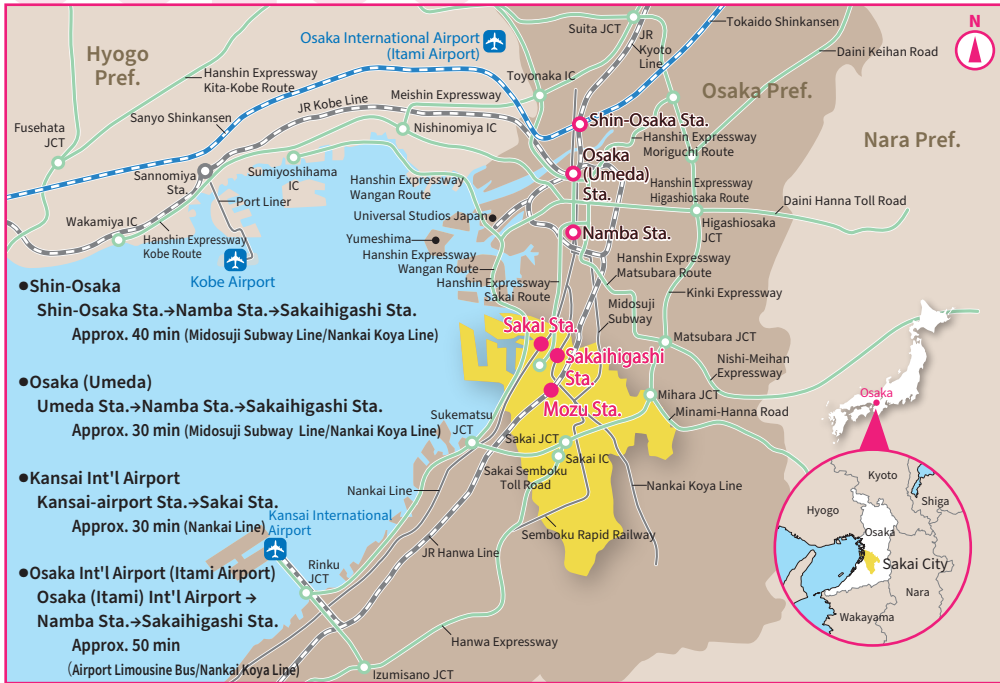 Hyogo
Pref.
Osaka International Airport
(Itami Airport)
Suita JCT
JR
Kyoto
Line
Tokaido Shinkansen
N
Daini Keihan Road
Hanshin Expressway
Kita-Kobe Route
Toyonaka IC
Osaka Pref.
Sanyo Shinkansen
JR Kobe Line
Meishin Expressway
Fusehata
JCT
Nishinomiya IC
Shin-Osaka Sta.
Hanshin Expressway
Moriguchi Route
Nara Pref.
Sannomiya
Sta.
Sumiyoshihama
IC
Osaka
(Umeda)
Sta.
Hanshin Expressway
Wangan Route
Hanshin Expressway
Higashiosaka Route
Daini Hanna Toll Road
Port Liner
Wakamiya IC
Universal Studios Japan
Higashiosaka
JCT
Hanshin Expressway
Kobe Route
Yumeshima
Namba Sta.
Hanshin Expressway
Wangan Route
Hanshin Expressway
Matsubara Route
Kobe Airport
Hanshin Expressway
Sakai Route
Kinki Expressway
Midosuji
Subway
●Shin-Osaka
Shin-Osaka Sta.→Namba Sta.→Sakaihigashi Sta.
Approx. 40 min (Midosuji Subway Line/Nankai Koya Line)
Sakai Sta.
Matsubara JCT
Sakaihigashi
Sta.
Nishi-Meihan
Expressway
●Osaka (Umeda)
Umeda Sta.→Namba Sta.→Sakaihigashi Sta.
Approx. 30 min (Midosuji Subway Line/Nankai Koya Line)
Mozu Sta.
Mihara JCT
Minami-Hanna Road
Sukematsu
JCT
Sakai JCT
Sakai IC
Sakai Semboku
Toll Road
●Kansai Int'l Airport
Kansai-airport Sta.→Sakai Sta.
Approx. 30 min (Nankai Line)
Nankai Line
Nankai Koya Line
Kansai International
Airport
Semboku Rapid Railway
JR Hanwa Line
Rinku
JCT
●Osaka Int'l Airport (Itami Airport)
Osaka (Itami) Int'l Airport →
Namba Sta.→Sakaihigashi Sta.
Approx. 50 min
(Airport Limousine Bus/Nankai Koya Line)
Hanwa Expressway
Izumisano JCT
Osaka
Kyoto
Shiga
Hyogo
Osaka
Sakai City
Nara
Wakayama